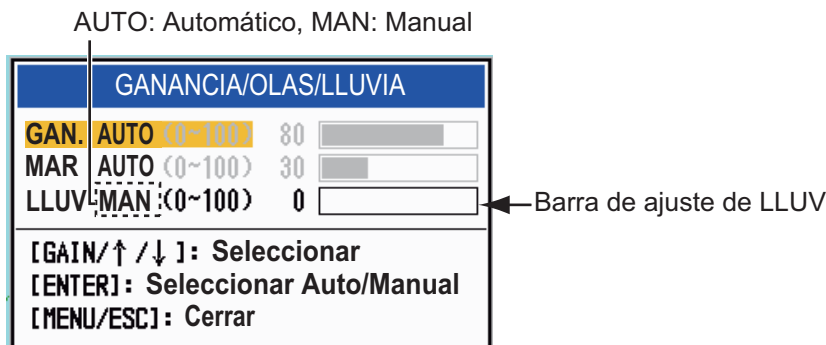 AUTO: Automático, MAN: Manual
GANANCIA/OLAS/LLUVIA
GAN. AUTO (0~100) 80
MAR AUTO (0~100) 30
LLUV MAN (0~100) 0
Barra de ajuste de LLUV
[GAIN/↑/↓]: Seleccionar
[ENTER]: Seleccionar Auto/Manual
[MENU/ESC]: Cerrar